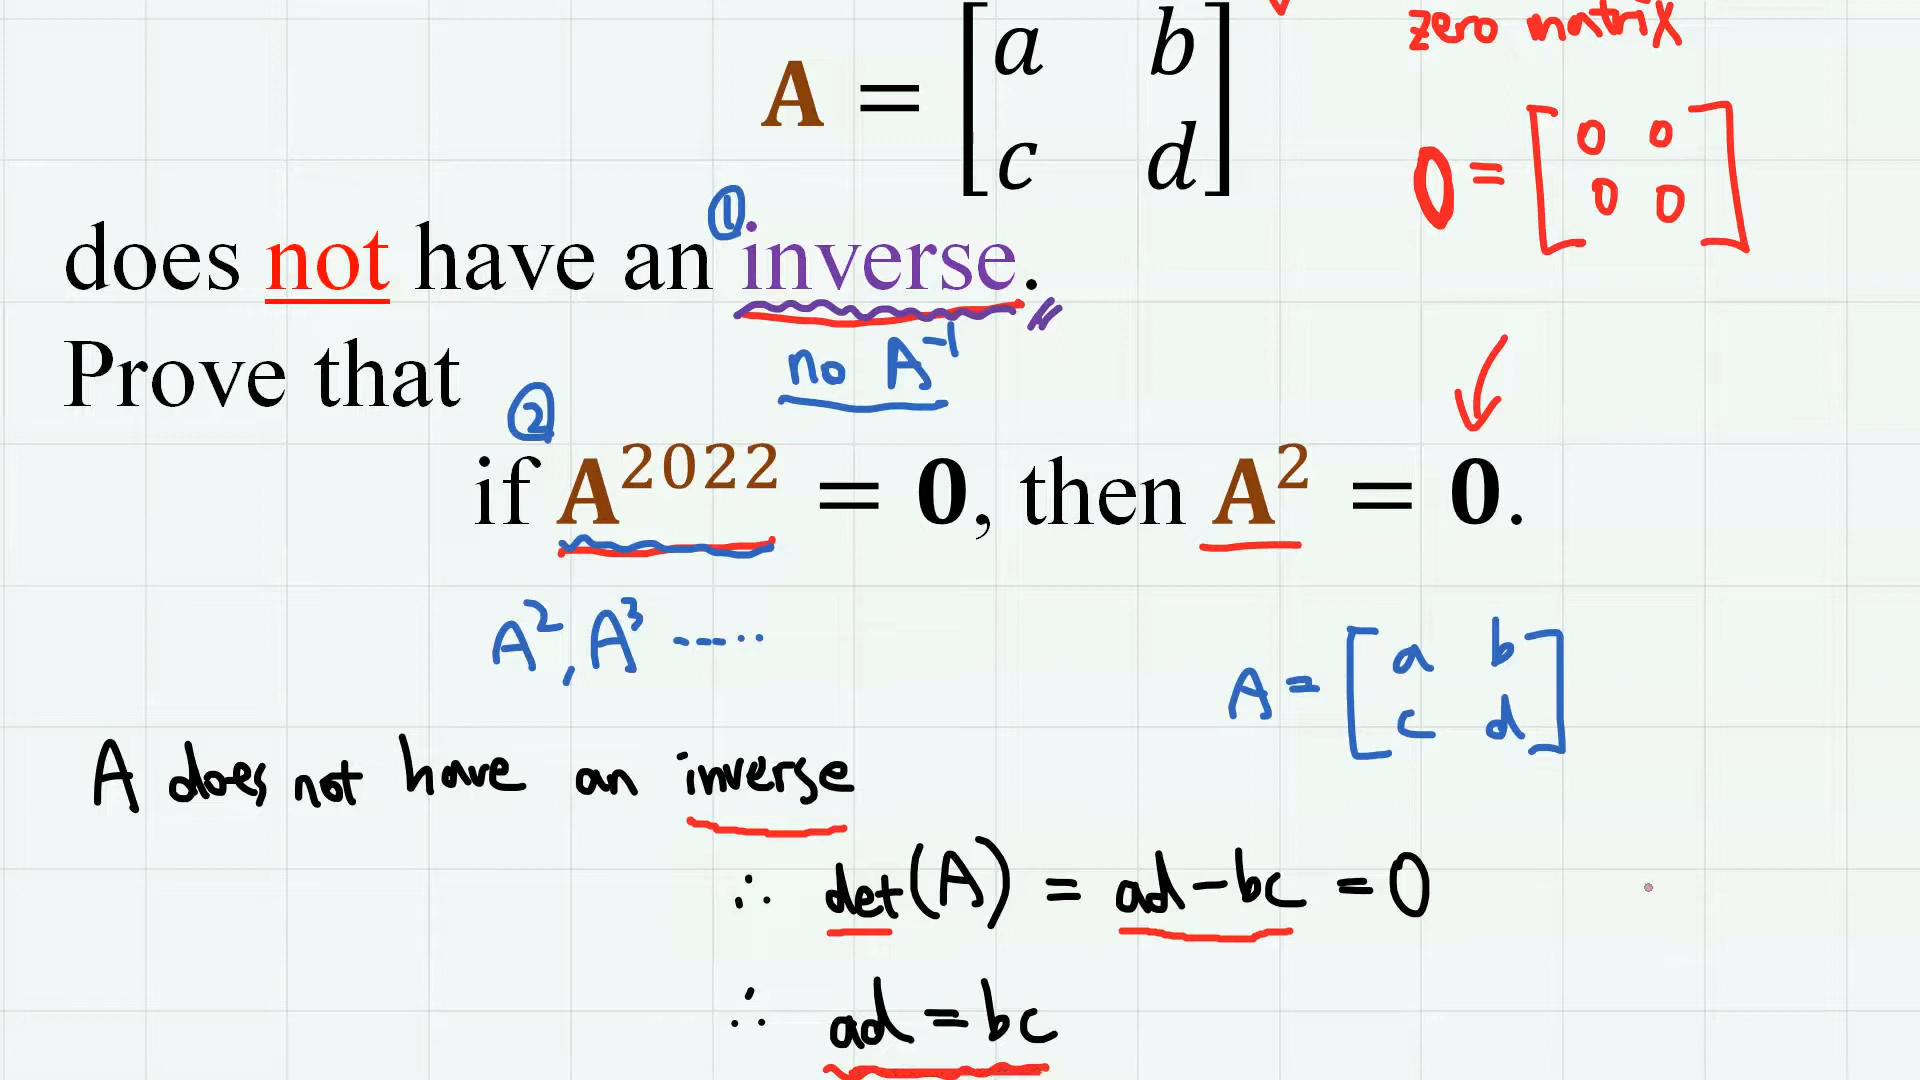 zero matrix
A = [a b
c d]
0 = [0 0
0 0]
①
does not have an inverse.
no A⁻¹
Prove that
②
if A²⁰²² = 0, then A² = 0.
A², A³ -----··
A = [a b
c d]
A does not have an inverse
∴ det(A) = ad - bc = 0
∴ ad = bc